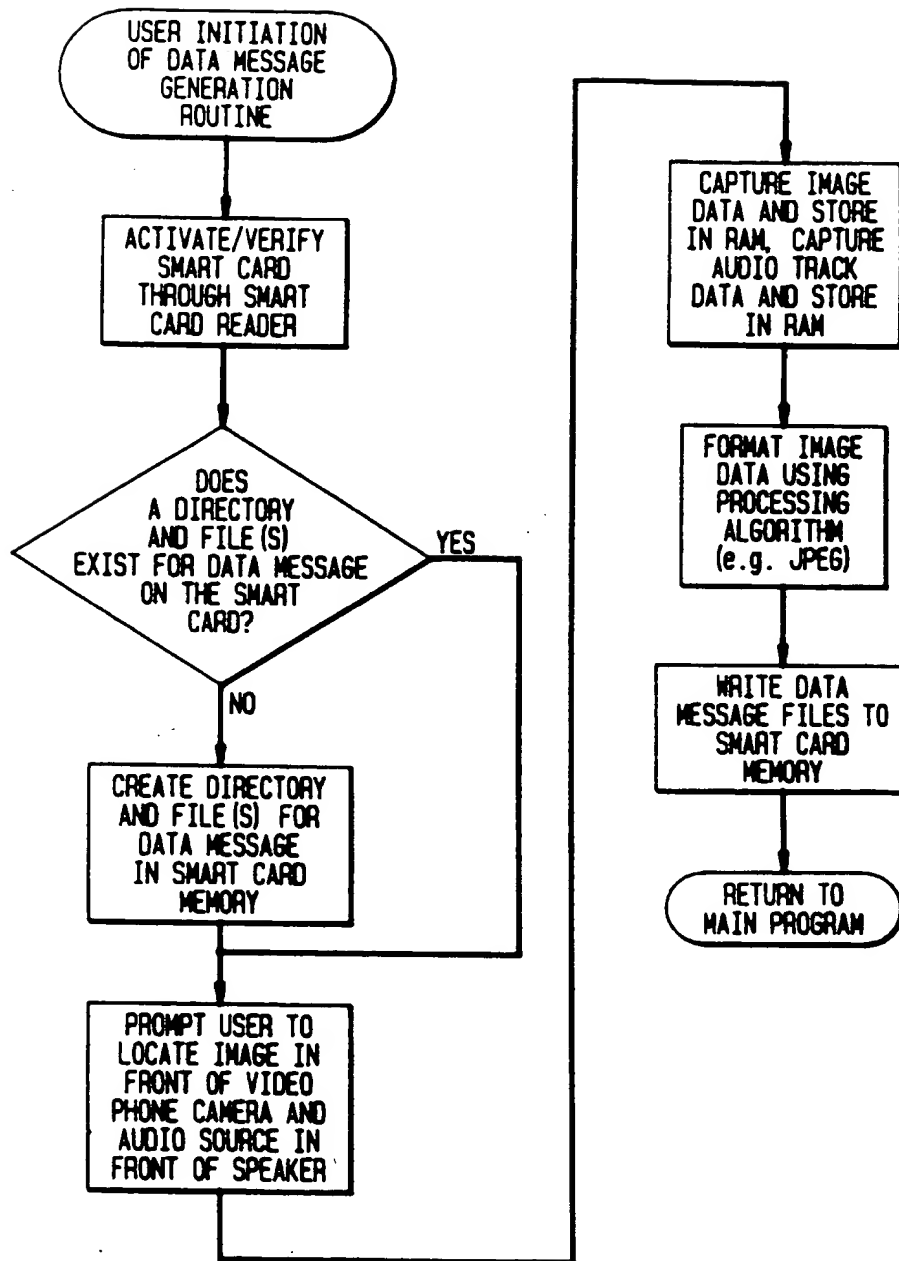 USER INITIATION
OF DATA MESSAGE
GENERATION
ROUTINE
ACTIVATE/VERIFY
SMART CARD
THROUGH SMART
CARD READER
DOES
A DIRECTORY
AND FILE(S)
EXIST FOR DATA MESSAGE
ON THE SMART
CARD?
YES
NO
CREATE DIRECTORY
AND FILE(S) FOR
DATA MESSAGE
IN SMART CARD
MEMORY
PROMPT USER TO
LOCATE IMAGE IN
FRONT OF VIDEO
PHONE CAMERA AND
AUDIO SOURCE IN
FRONT OF SPEAKER
CAPTURE IMAGE
DATA AND STORE
IN RAM, CAPTURE
AUDIO TRACK
DATA AND STORE
IN RAM
FORMAT IMAGE
DATA USING
PROCESSING
ALGORITHM
(e.g. JPEG)
WRITE DATA
MESSAGE FILES TO
SMART CARD
MEMORY
RETURN TO
MAIN PROGRAM